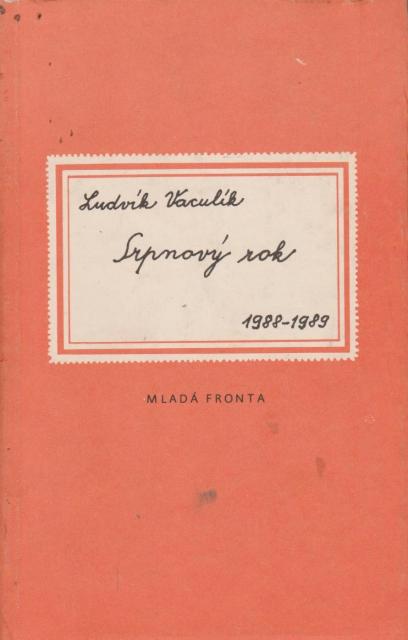 Ludvík Vaculík
Srpnový rok
1988-1989
MLADÁ FRONTA